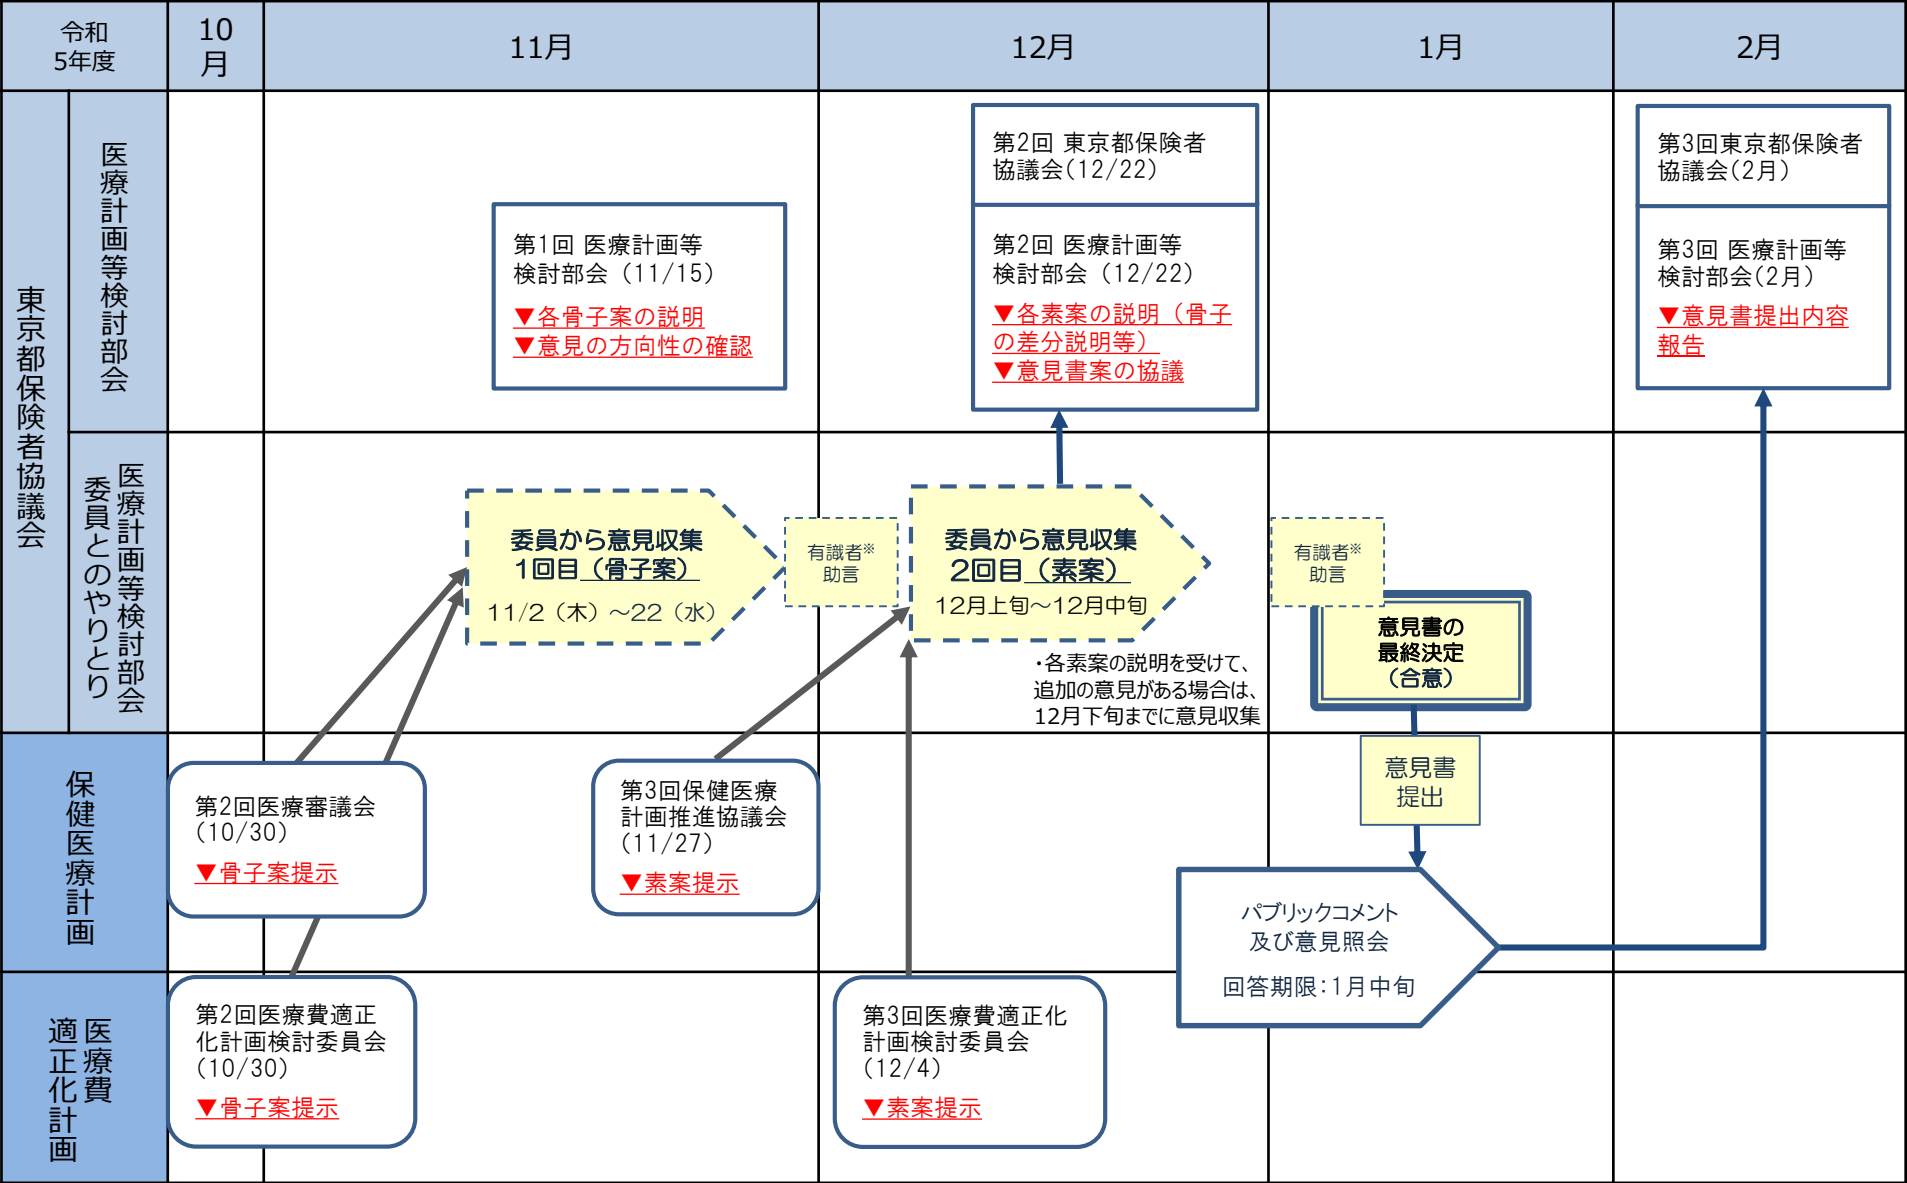 令和
5年度
10
月
11月
12月
1月
2月
東京都保険者協議会
医療計画等検討部会
第1回 医療計画等
検討部会（11/15）
▼各骨子案の説明
▼意見の方向性の確認
第2回 東京都保険者
協議会(12/22)
第2回 医療計画等
検討部会（12/22）
▼各素案の説明（骨子
の差分説明等）
▼意見書案の協議
第3回東京都保険者
協議会(2月)
第3回 医療計画等
検討部会(2月)
▼意見書提出内容
報告
医療計画等検討部会
委員とのやりとり
委員から意見収集
1回目（骨子案）
11/2（木）～22（水）
有識者※
助言
委員から意見収集
2回目（素案）
12月上旬～12月中旬
・各素案の説明を受けて、
追加の意見がある場合は、
12月下旬までに意見収集
有識者※
助言
意見書の
最終決定
（合意）
保健医療計画
第2回医療審議会
(10/30)
▼骨子案提示
第3回保健医療
計画推進協議会
(11/27)
▼素案提示
意見書
提出
パブリックコメント
及び意見照会
回答期限：1月中旬
医療費
適正化計画
第2回医療費適正
化計画検討委員会
(10/30)
▼骨子案提示
第3回医療費適正化
計画検討委員会
(12/4)
▼素案提示